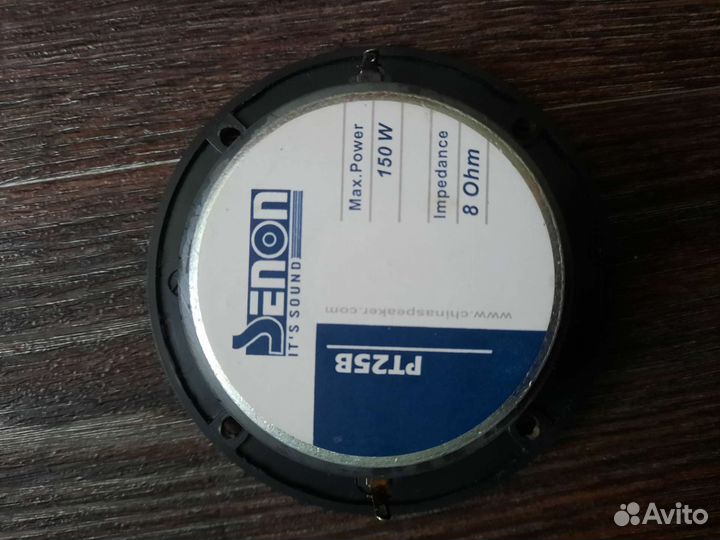 SENON
IT'S SOUND
Max.Power
150 W
Impedance
8 Ohm
www.chinaspeaker.com
PT25B
Avito